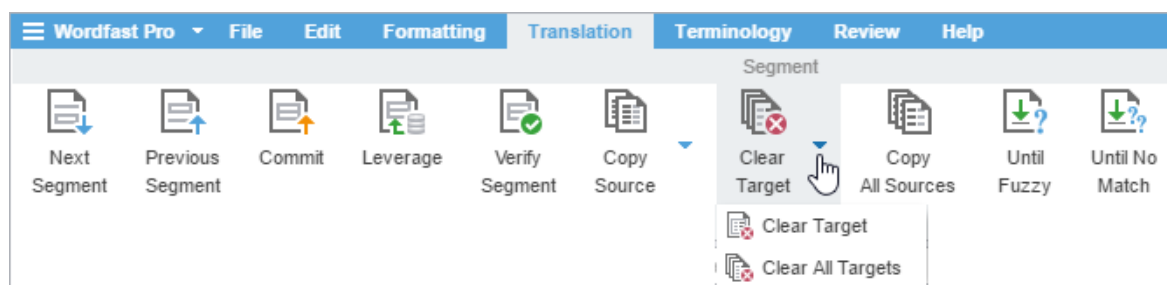 Wordfast Pro File Edit Formatting Translation Terminology Review Help
Segment
Next Segment
Previous Segment
Commit
Leverage
Verify Segment
Copy Source
Clear Target
Copy All Sources
Until Fuzzy
Until No Match
Clear Target
Clear All Targets